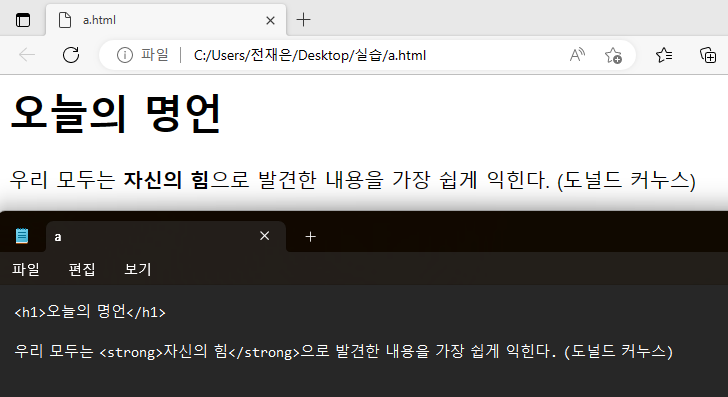 a.html
파일 C:/Users/전재은/Desktop/실습/a.html
오늘의 명언
우리 모두는 자신의 힘으로 발견한 내용을 가장 쉽게 익힌다. (도널드 커누스)
a
파일 편집 보기
<h1>오늘의 명언</h1>
우리 모두는 <strong>자신의 힘</strong>으로 발견한 내용을 가장 쉽게 익힌다. (도널드 커누스)